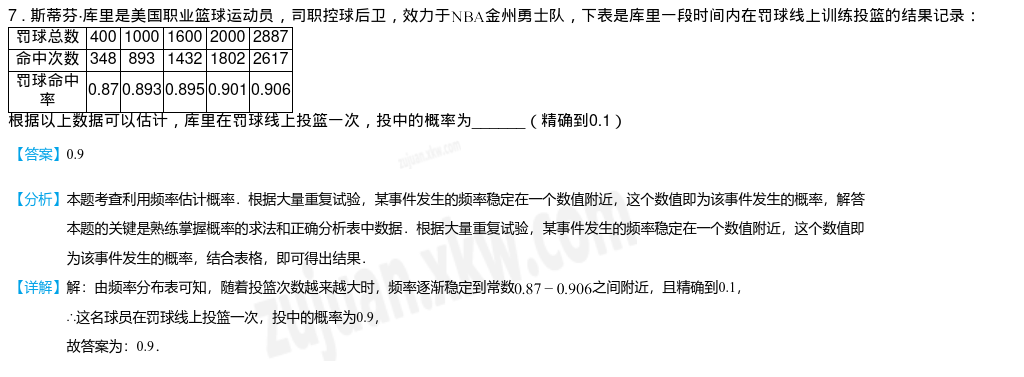 7．斯蒂芬·库里是美国职业篮球运动员，司职控球后卫，效力于NBA金州勇士队，下表是库里一段时间内在罚球线上训练投篮的结果记录：
罚球总数 400 1000 1600 2000 2887
命中次数 348 893 1432 1802 2617
罚球命中率 0.87 0.893 0.895 0.901 0.906
根据以上数据可以估计，库里在罚球线上投篮一次，投中的概率为_______（精确到0.1）
【答案】0.9
【分析】本题考查利用频率估计概率．根据大量重复试验，某事件发生的频率稳定在一个数值附近，这个数值即为该事件发生的概率，解答
本题的关键是熟练掌握概率的求法和正确分析表中数据．根据大量重复试验，某事件发生的频率稳定在一个数值附近，这个数值即
为该事件发生的概率，结合表格，即可得出结果．
【详解】解：由频率分布表可知，随着投篮次数越来越大时，频率逐渐稳定到常数0.87－0.906之间附近，且精确到0.1，
∴这名球员在罚球线上投篮一次，投中的概率为0.9，
故答案为：0.9．
zujuan.xkw.com
zujuan.xkw.com